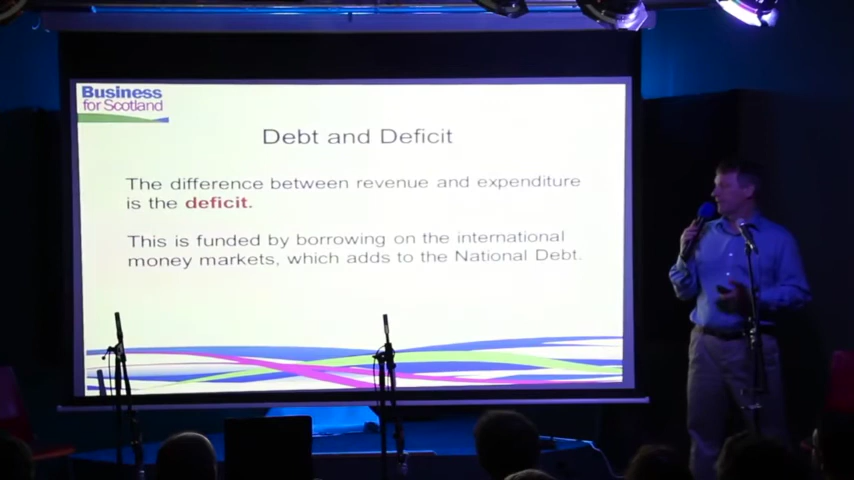 Business
for Scotland
Debt and Deficit
The difference between revenue and expenditure
is the deficit.
This is funded by borrowing on the international
money markets, which adds to the National Debt.